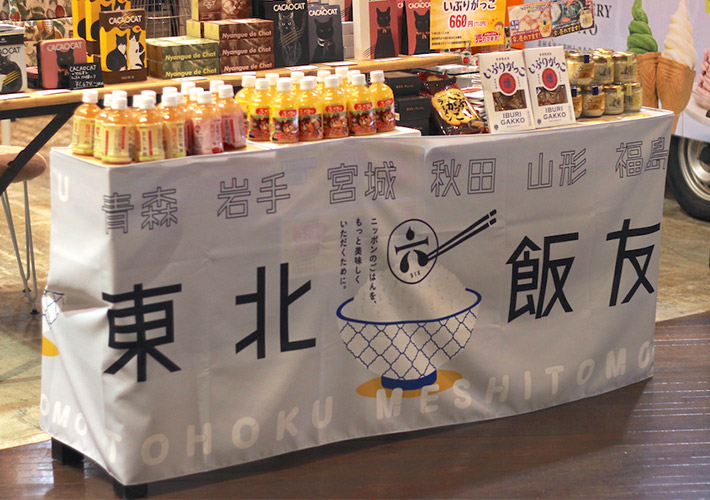 CACAOCAT
CACAO
CAT
CACAOCAT
CACAOCAT
Nyangue de Chat
Nyangue de Chat
いぶりがっこ
660円
いぶりがっこ
IBURI
GAKKO
いぶりがっこ
IBURI
GAKKO
青森 岩手 宮城 秋田 山形 福島
ニッポンのごはんを、
もっと美味しく
いただくために。
六
SIX
東北 飯友
TOHOKU MESHITOMO